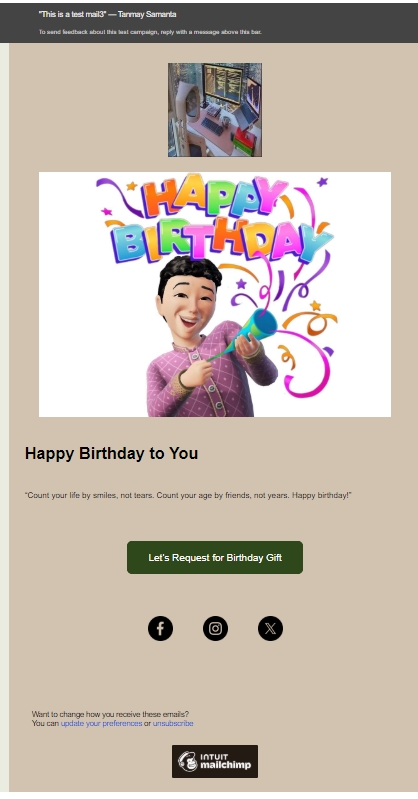 "This is a test mail3" — Tanmay Samanta
To send feedback about this test campaign, reply with a message above this bar.
HAPPY
BIRTHDAY
Happy Birthday to You
“Count your life by smiles, not tears. Count your age by friends, not years. Happy birthday!”
Let's Request for Birthday Gift
Want to change how you receive these emails?
You can update your preferences or unsubscribe
INTUIT
mailchimp